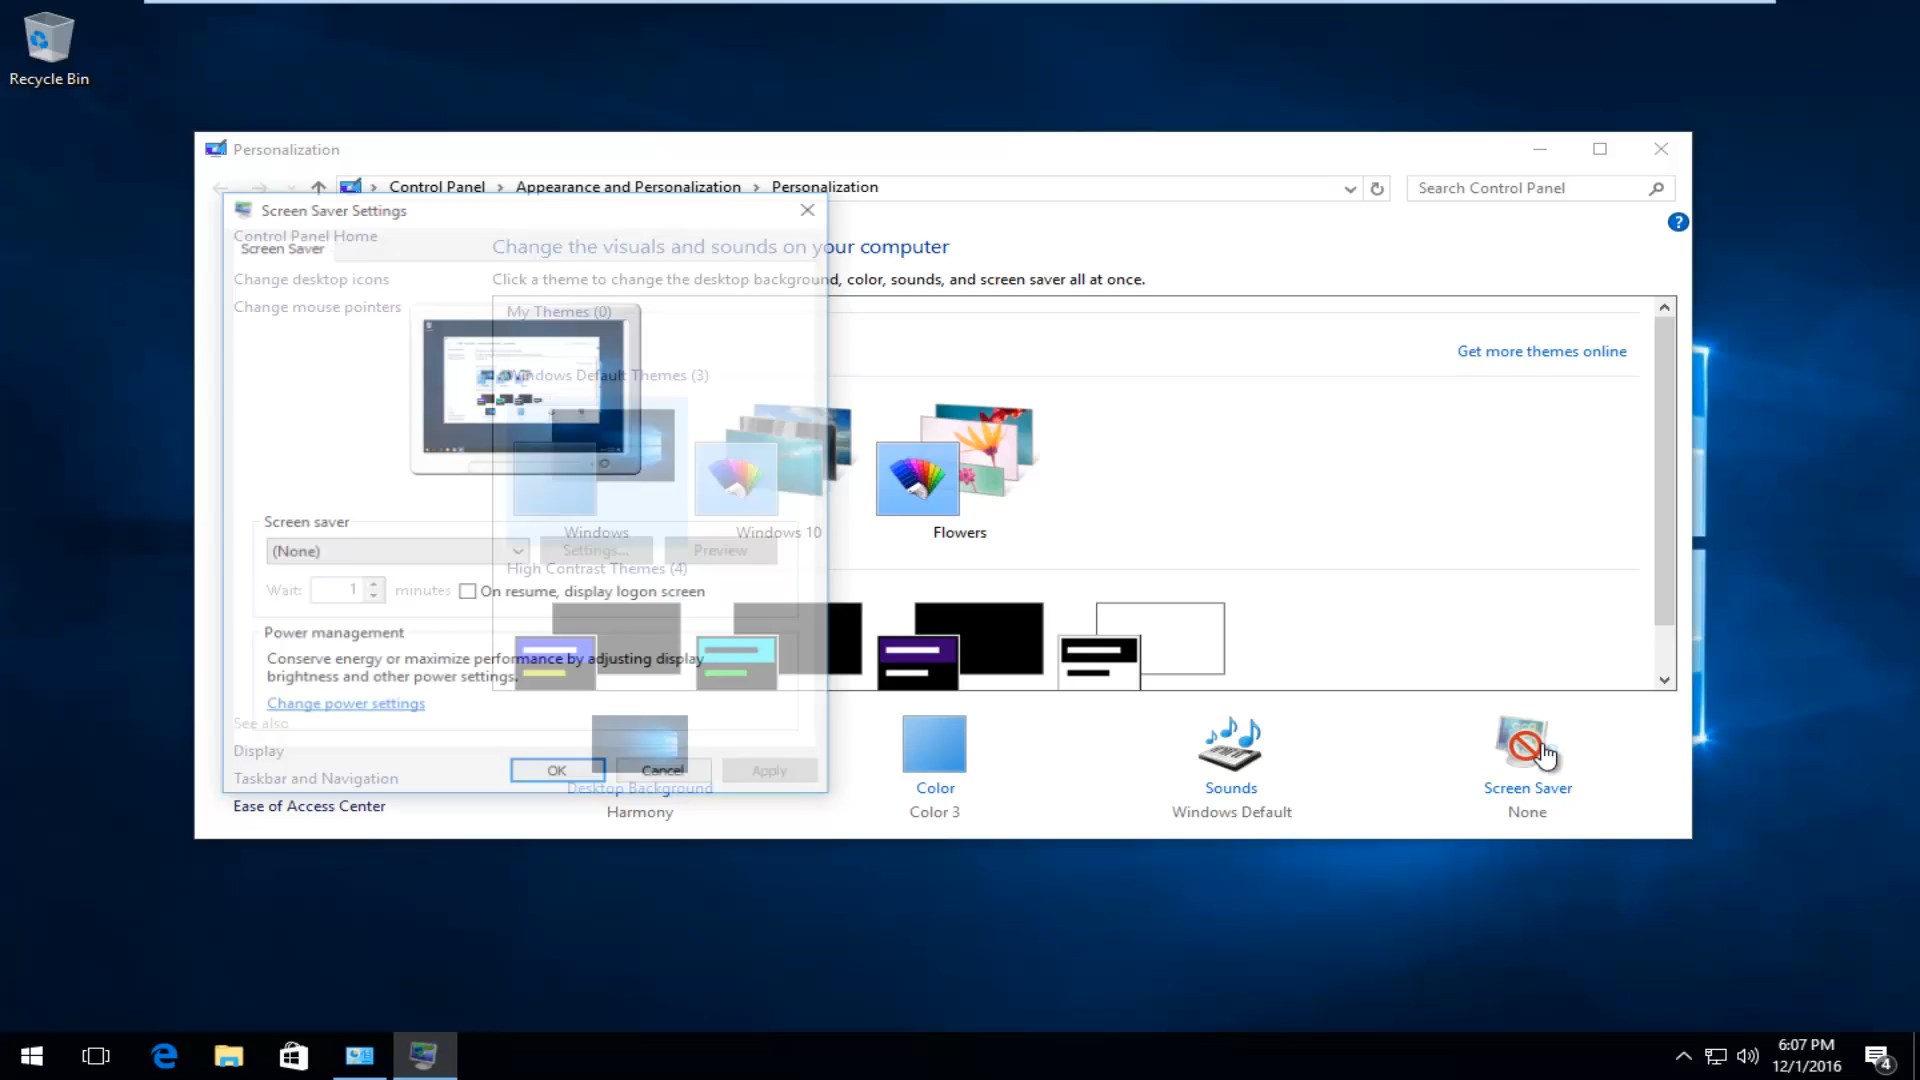 Recycle Bin
Personalization
Control Panel
Appearance and Personalization
Personalization
Search Control Panel
Screen Saver Settings
Control Panel Home
Screen Saver
Change the visuals and sounds on your computer
Change desktop icons
Click a theme to change the desktop background, color, sounds, and screen saver all at once.
Change mouse pointers
My Themes (0)
Get more themes online
Windows Default Themes (3)
Screen saver
Windows
Windows 10
Flowers
(None)
Settings...
Preview
High Contrast Themes (4)
Wait:
1
minutes
On resume, display logon screen
Power management
Conserve energy or maximize performance by adjusting display
brightness and other power settings.
Change power settings
See also
Display
OK
Cancel
Apply
Taskbar and Navigation
Desktop Background
Color
Sounds
Screen Saver
Ease of Access Center
Harmony
Color 3
Windows Default
None
6:07 PM
12/1/2016
4